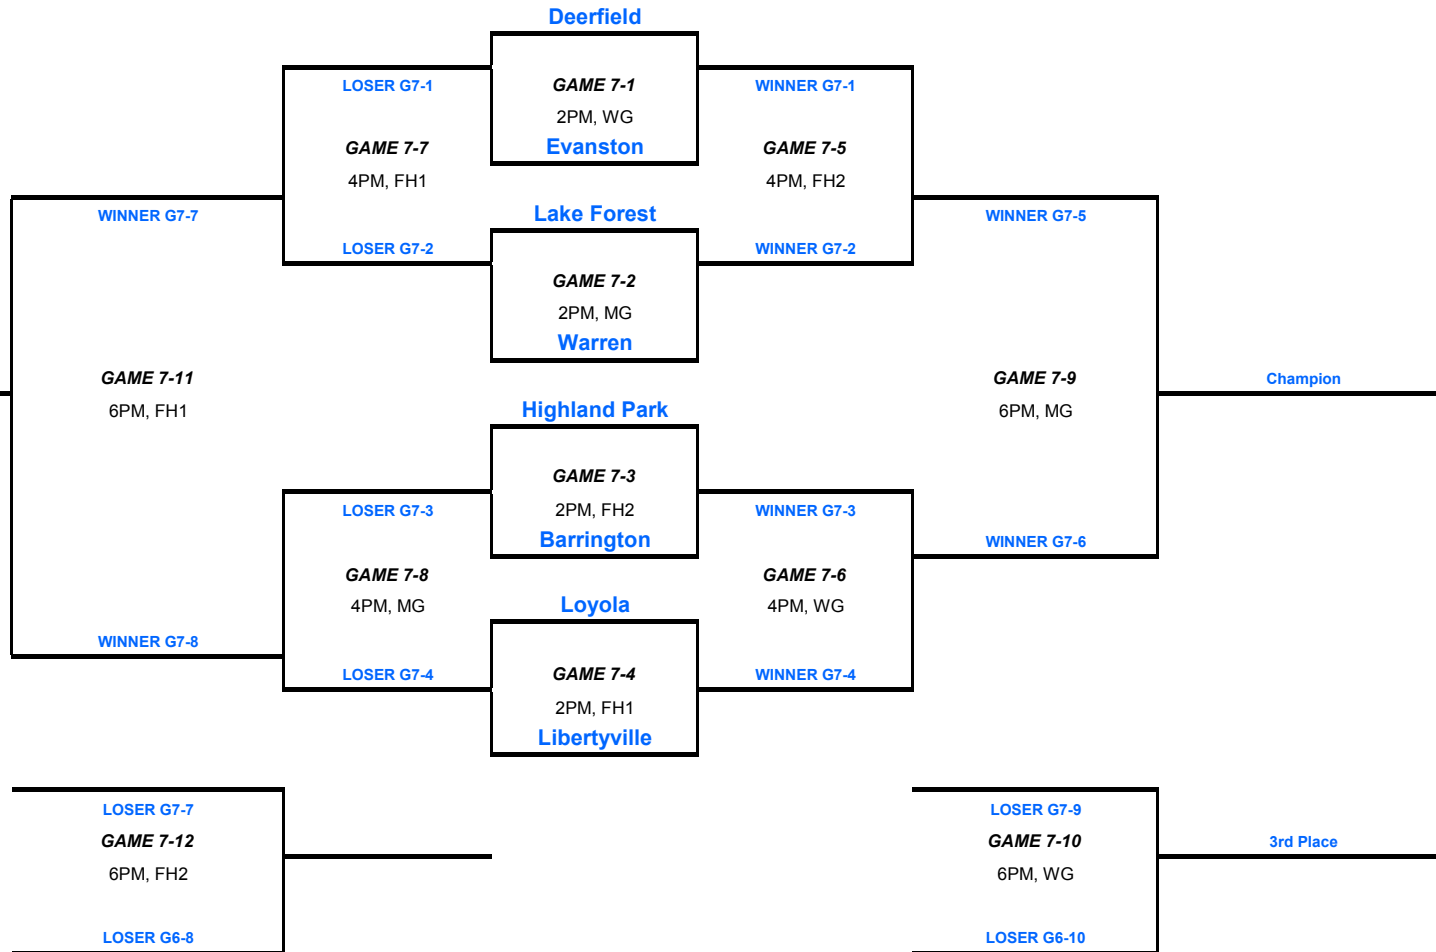 Deerfield
LOSER G7-1
GAME 7-1
WINNER G7-1
2PM, WG
GAME 7-7
Evanston
GAME 7-5
4PM, FH1
4PM, FH2
WINNER G7-7
Lake Forest
WINNER G7-5
LOSER G7-2
WINNER G7-2
GAME 7-2
2PM, MG
Warren
GAME 7-11
GAME 7-9
Champion
6PM, FH1
Highland Park
6PM, MG
GAME 7-3
LOSER G7-3
2PM, FH2
WINNER G7-3
Barrington
WINNER G7-6
GAME 7-8
GAME 7-6
4PM, MG
Loyola
4PM, WG
WINNER G7-8
LOSER G7-4
GAME 7-4
WINNER G7-4
2PM, FH1
Libertyville
LOSER G7-7
LOSER G7-9
GAME 7-12
GAME 7-10
3rd Place
6PM, FH2
6PM, WG
LOSER G6-8
LOSER G6-10